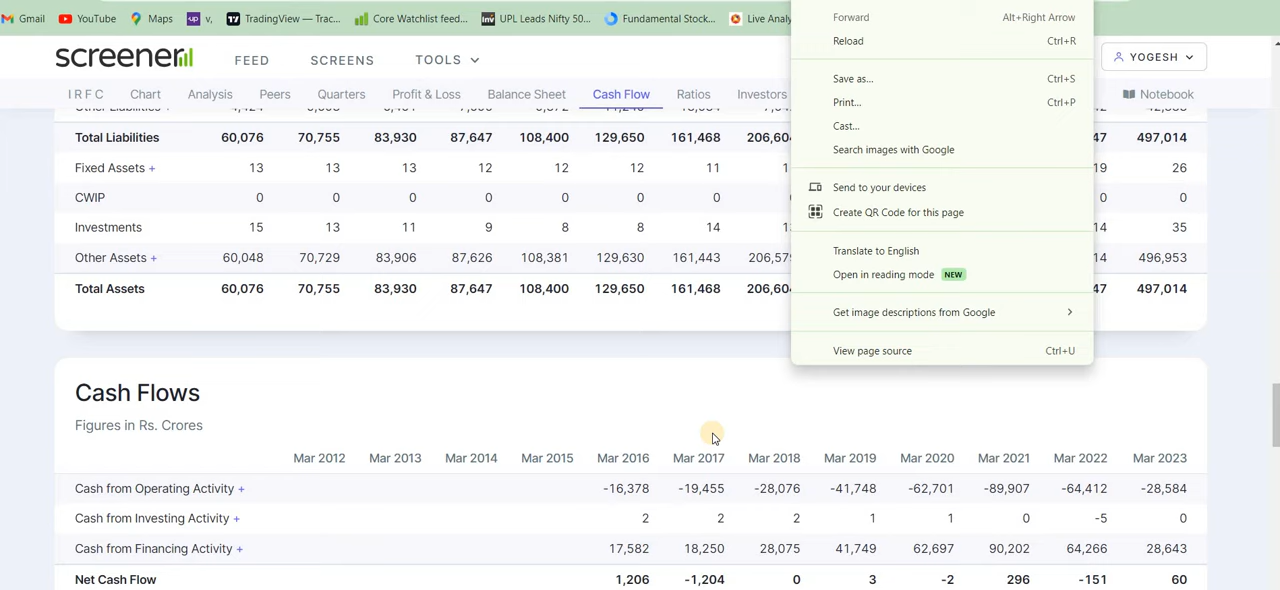 Gmail YouTube Maps v, TradingView — Trac... Core Watchlist feed... UPL Leads Nifty 50... Fundamental Stock... Live Analy
Forward Alt+Right Arrow
Reload Ctrl+R
Save as... Ctrl+S
Print... Ctrl+P
Cast...
Search images with Google
Send to your devices
Create QR Code for this page
Translate to English
Open in reading mode NEW
Get image descriptions from Google
View page source Ctrl+U
screener FEED SCREENS TOOLS YOGESH
I R F C Chart Analysis Peers Quarters Profit & Loss Balance Sheet Cash Flow Ratios Investors Notebook
Total Liabilities 60,076 70,755 83,930 87,647 108,400 129,650 161,468 206,604 47 497,014
Fixed Assets + 13 13 13 12 12 12 11 19 26
CWIP 0 0 0 0 0 0 0 0 0
Investments 15 13 11 9 8 8 14 14 35
Other Assets + 60,048 70,729 83,906 87,626 108,381 129,630 161,443 206,579 14 496,953
Total Assets 60,076 70,755 83,930 87,647 108,400 129,650 161,468 206,604 47 497,014
Cash Flows
Figures in Rs. Crores
Mar 2012 Mar 2013 Mar 2014 Mar 2015 Mar 2016 Mar 2017 Mar 2018 Mar 2019 Mar 2020 Mar 2021 Mar 2022 Mar 2023
Cash from Operating Activity + -16,378 -19,455 -28,076 -41,748 -62,701 -89,907 -64,412 -28,584
Cash from Investing Activity + 2 2 2 1 1 0 -5 0
Cash from Financing Activity + 17,582 18,250 28,075 41,749 62,697 90,202 64,266 28,643
Net Cash Flow 1,206 -1,204 0 3 -2 296 -151 60